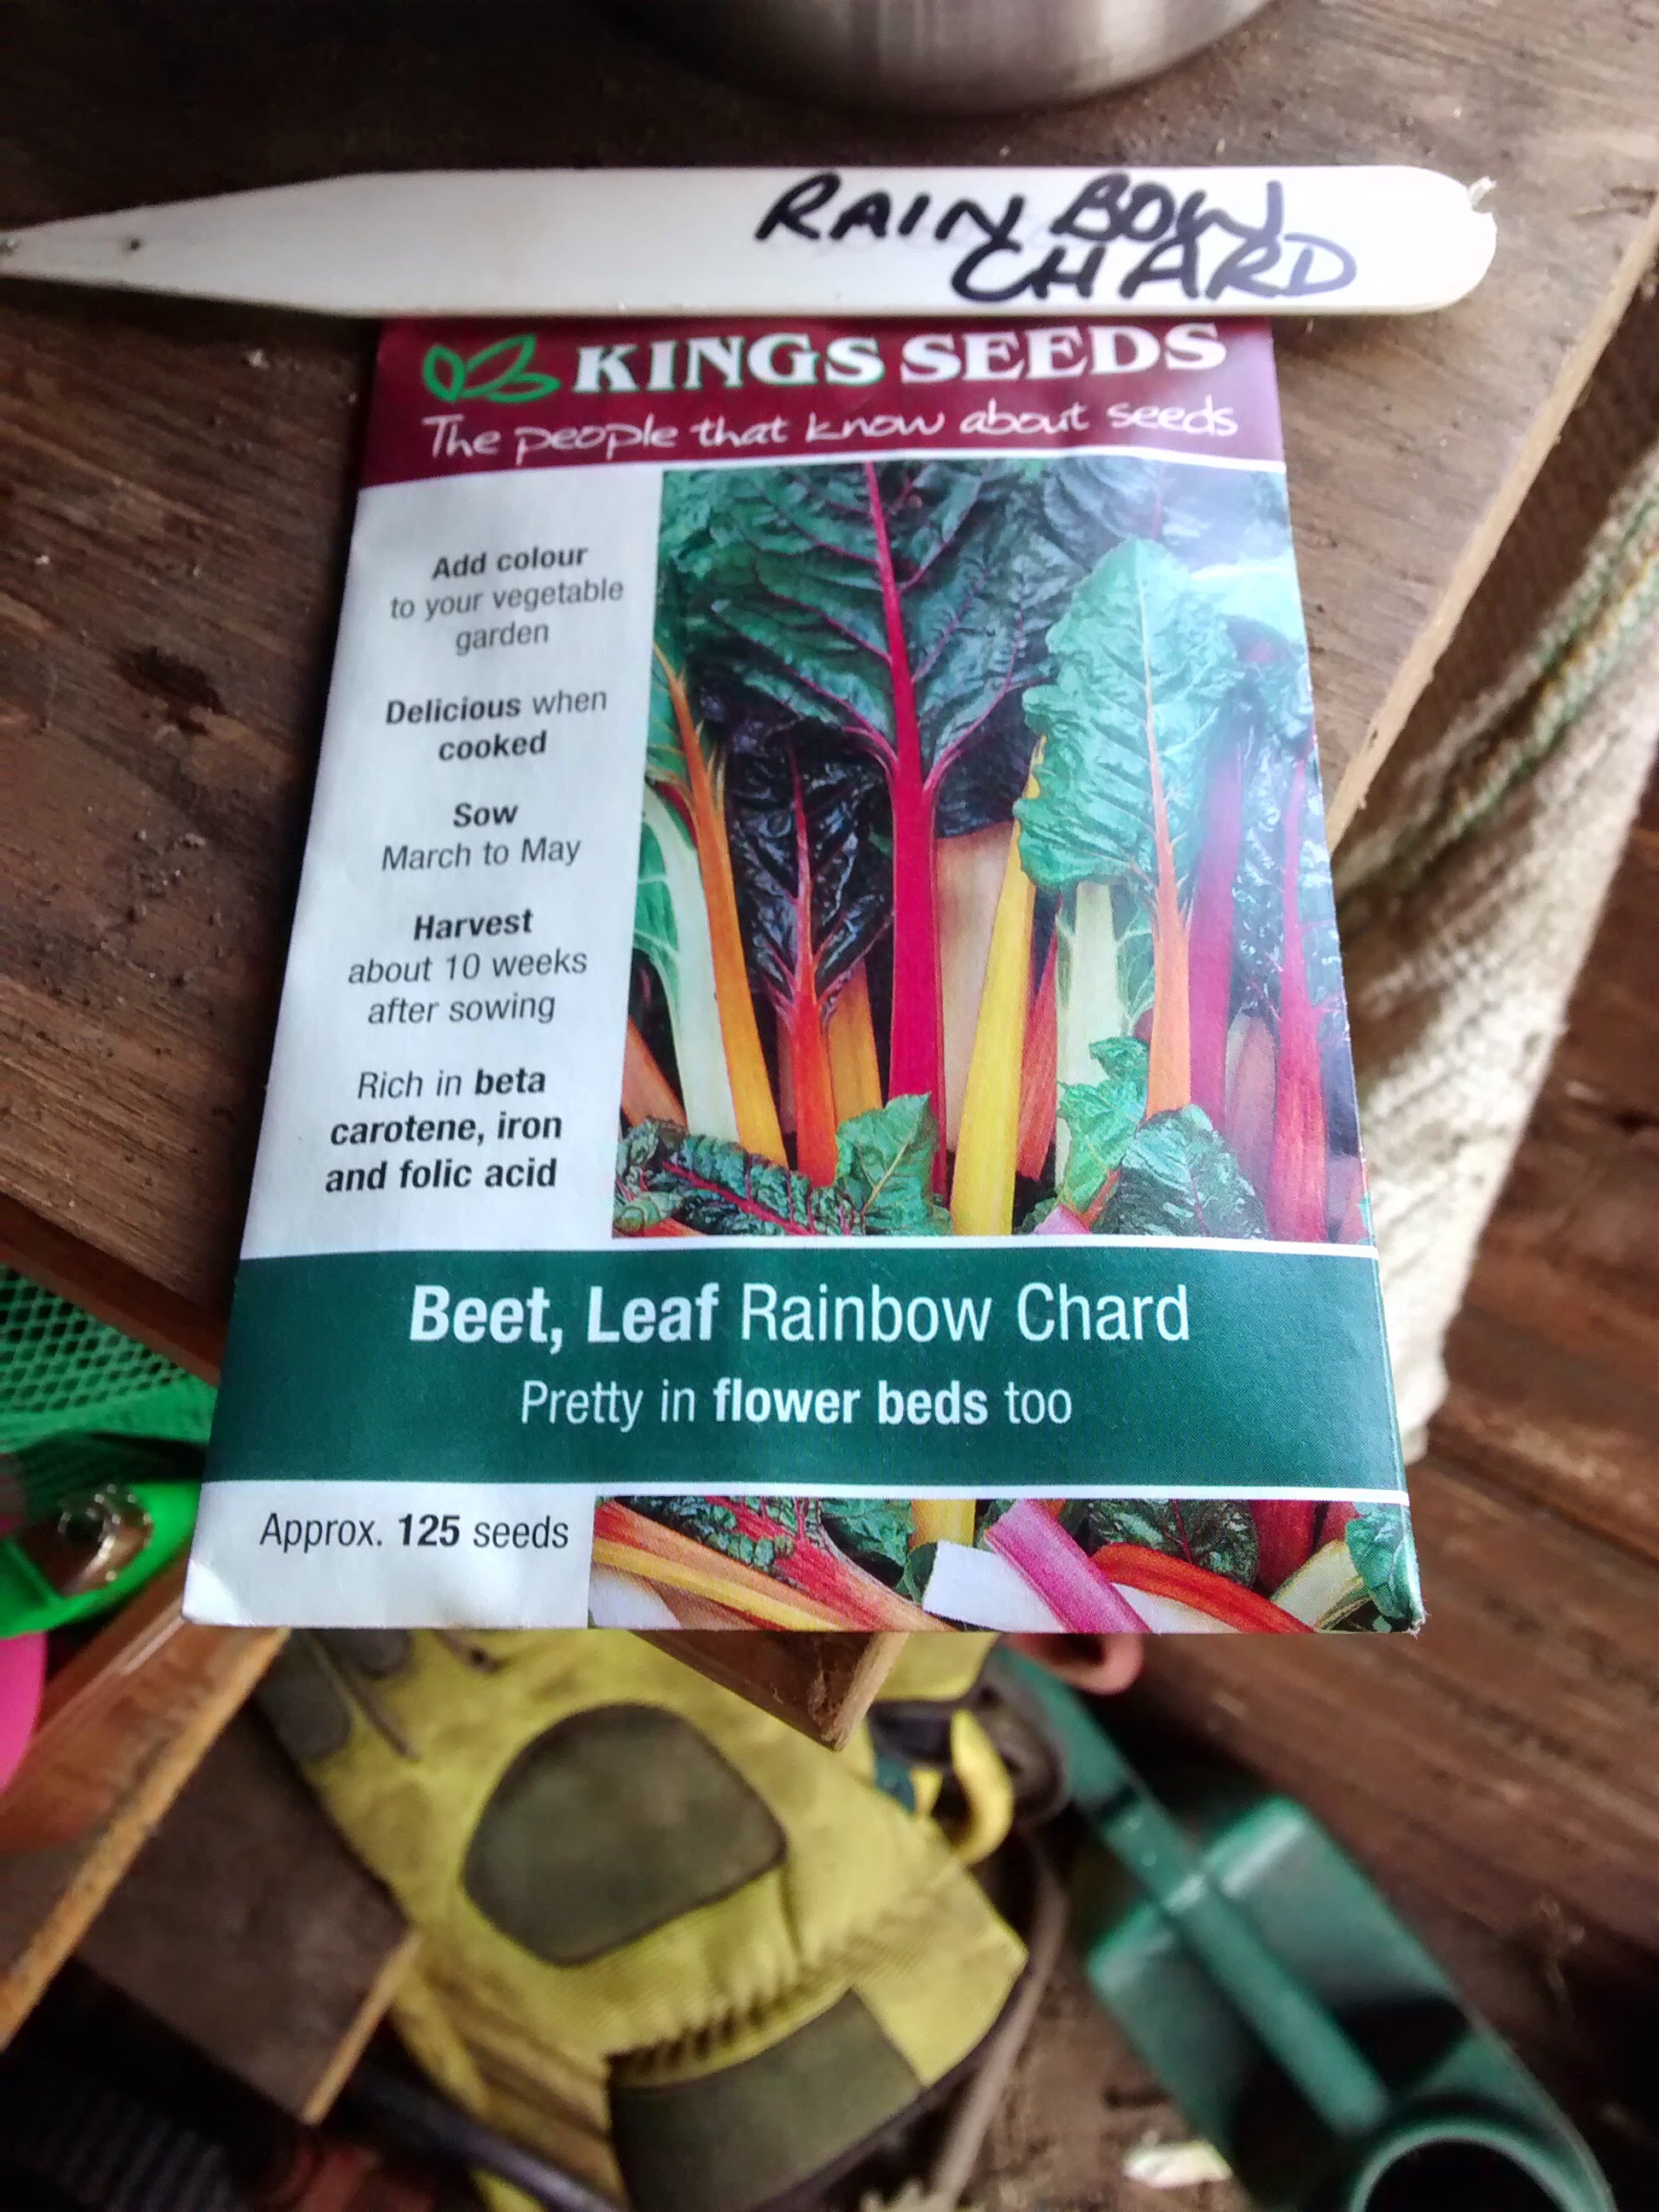 RAINBOW
CHARD
KINGS SEEDS
The people that know about seeds
Add colour
to your vegetable
garden
Delicious when
cooked
Sow
March to May
Harvest
about 10 weeks
after sowing
Rich in beta
carotene, iron
and folic acid
Beet, Leaf Rainbow Chard
Pretty in flower beds too
Approx. 125 seeds